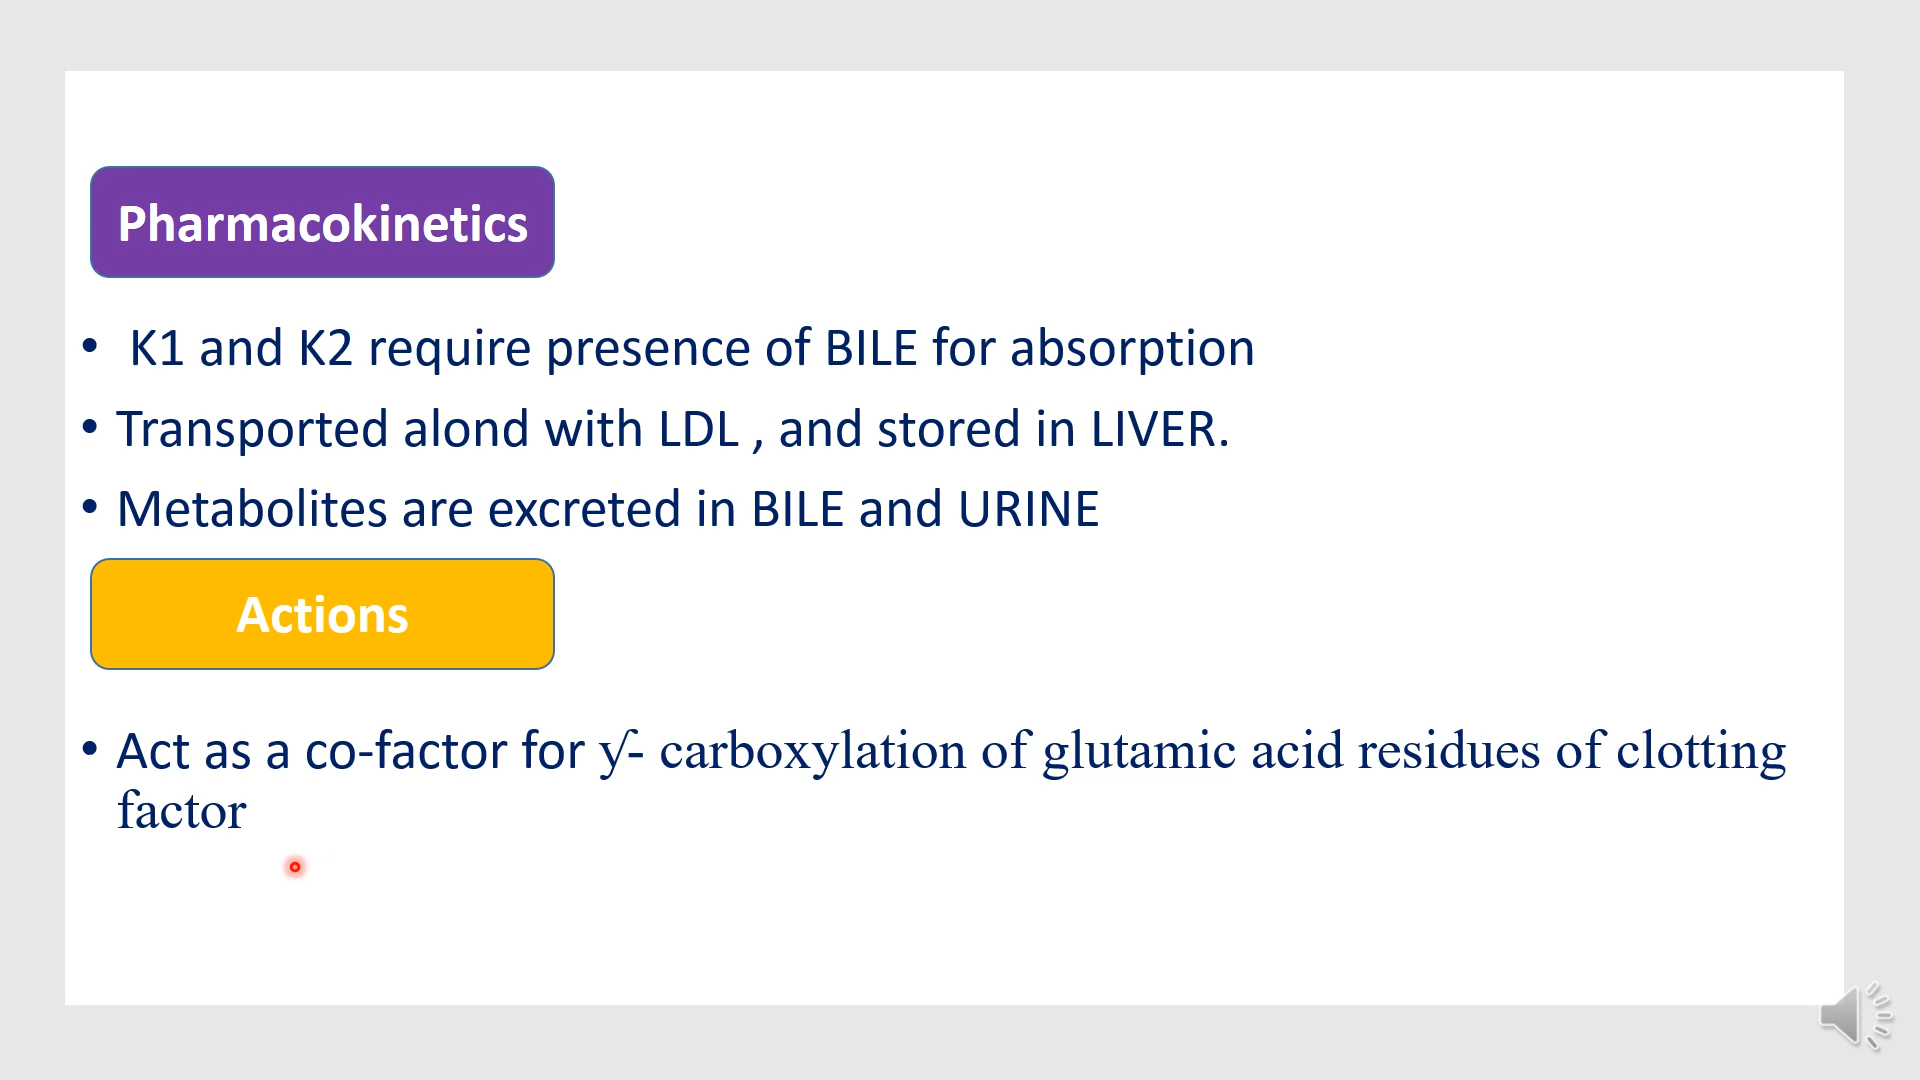 Pharmacokinetics
• K1 and K2 require presence of BILE for absorption
• Transported alond with LDL , and stored in LIVER.
• Metabolites are excreted in BILE and URINE
Actions
• Act as a co-factor for ƴ- carboxylation of glutamic acid residues of clotting
factor